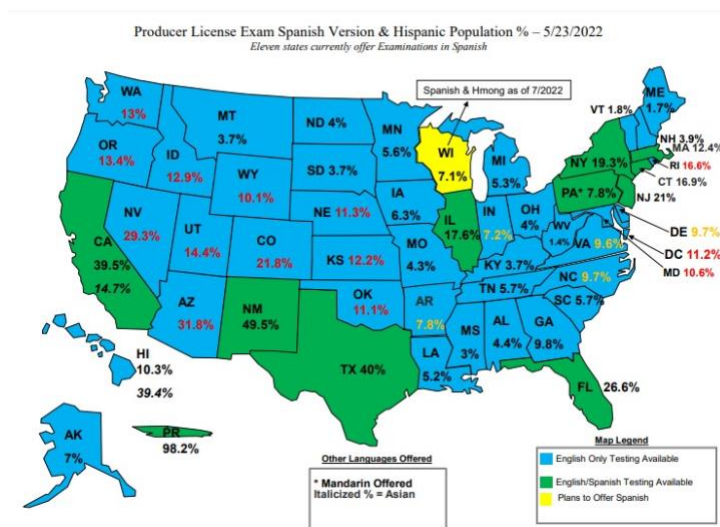 Producer License Exam Spanish Version & Hispanic Population % – 5/23/2022
Eleven states currently offer Examinations in Spanish
Spanish & Hmong as of 7/2022
WA
13%
OR
13.4%
ID
12.9%
MT
3.7%
WY
10.1%
NV
29.3%
UT
14.4%
CO
21.8%
CA
39.5%
14.7%
AZ
31.8%
NM
49.5%
ND 4%
SD 3.7%
NE 11.3%
KS 12.2%
OK
11.1%
TX 40%
MN
5.6%
IA
6.3%
MO
4.3%
AR
7.8%
LA
5.2%
WI
7.1%
IL
17.6%
MI
5.3%
IN
7.2%
OH
4%
KY 3.7%
TN 5.7%
MS
3%
AL
4.4%
GA
9.8%
FL 26.6%
SC 5.7%
NC 9.7%
VA 9.6%
WV
1.4%
PA* 7.8%
NY 19.3%
VT 1.8%
ME
1.7%
NH 3.9%
MA 12.4%
RI 16.6%
CT 16.9%
NJ 21%
DE 9.7%
DC 11.2%
MD 10.6%
HI
10.3%
39.4%
AK
7%
PR
98.2%
Other Languages Offered
* Mandarin Offered
Italicized % = Asian
Map Legend
English Only Testing Available
English/Spanish Testing Available
Plans to Offer Spanish